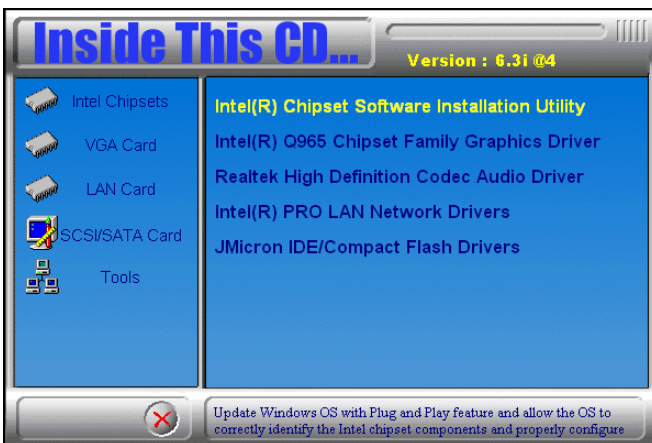 Inside This CD...
Version : 6.3i @4
Intel Chipsets
VGA Card
LAN Card
SCSI/SATA Card
Tools
Intel(R) Chipset Software Installation Utility
Intel(R) Q965 Chipset Family Graphics Driver
Realtek High Definition Codec Audio Driver
Intel(R) PRO LAN Network Drivers
JMicron IDE/Compact Flash Drivers
Update Windows OS with Plug and Play feature and allow the OS to
correctly identify the Intel chipset components and properly configure